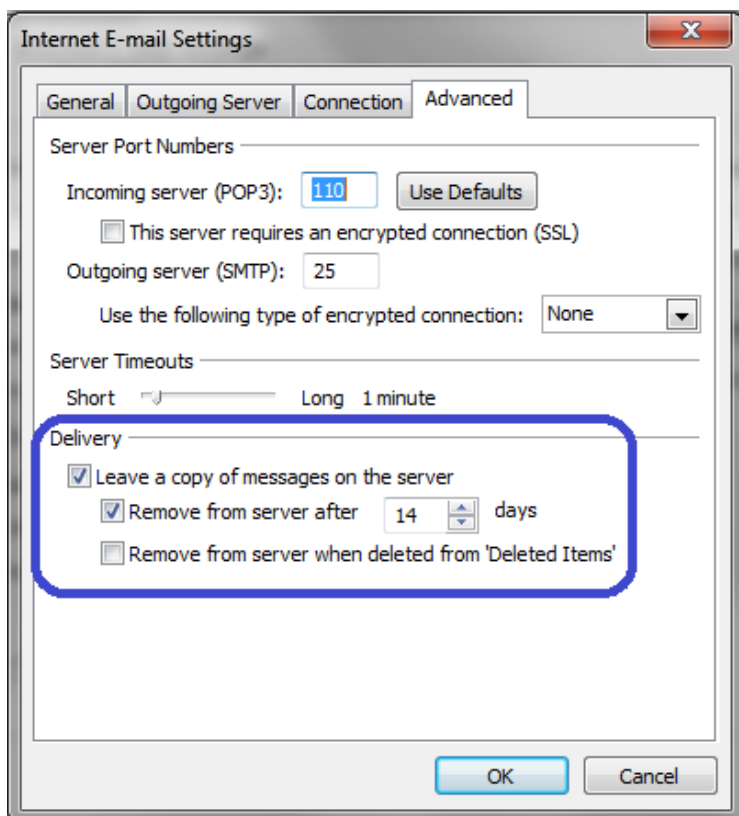 Internet E-mail Settings
General Outgoing Server Connection Advanced
Server Port Numbers
Incoming server (POP3): 110 Use Defaults
This server requires an encrypted connection (SSL)
Outgoing server (SMTP): 25
Use the following type of encrypted connection: None
Server Timeouts
Short Long 1 minute
Delivery
Leave a copy of messages on the server
Remove from server after 14 days
Remove from server when deleted from 'Deleted Items'
OK Cancel